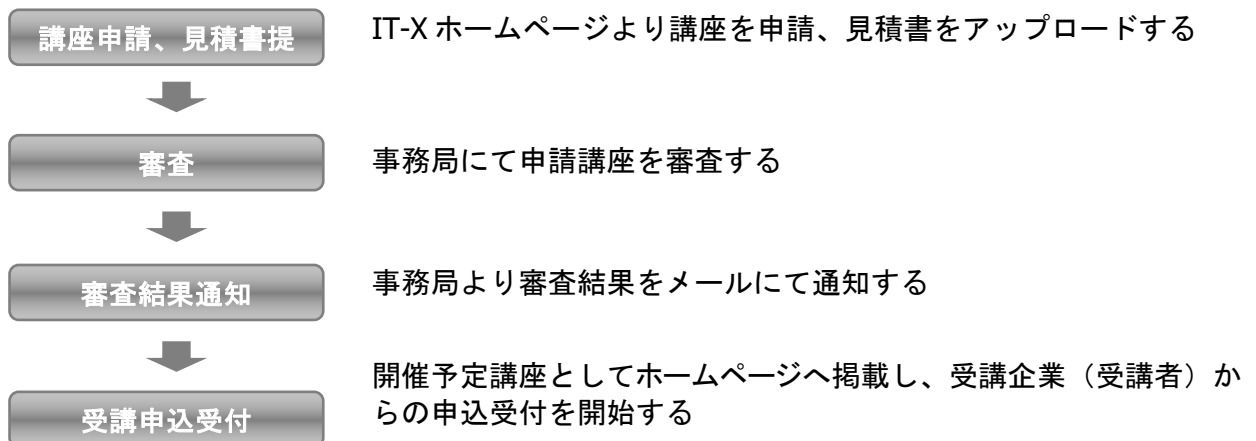 講座申請、見積書提
IT-X ホームページより講座を申請、見積書をアップロードする
審査
事務局にて申請講座を審査する
審査結果通知
事務局より審査結果をメールにて通知する
受講申込受付
開催予定講座としてホームページへ掲載し、受講企業（受講者）か
らの申込受付を開始する